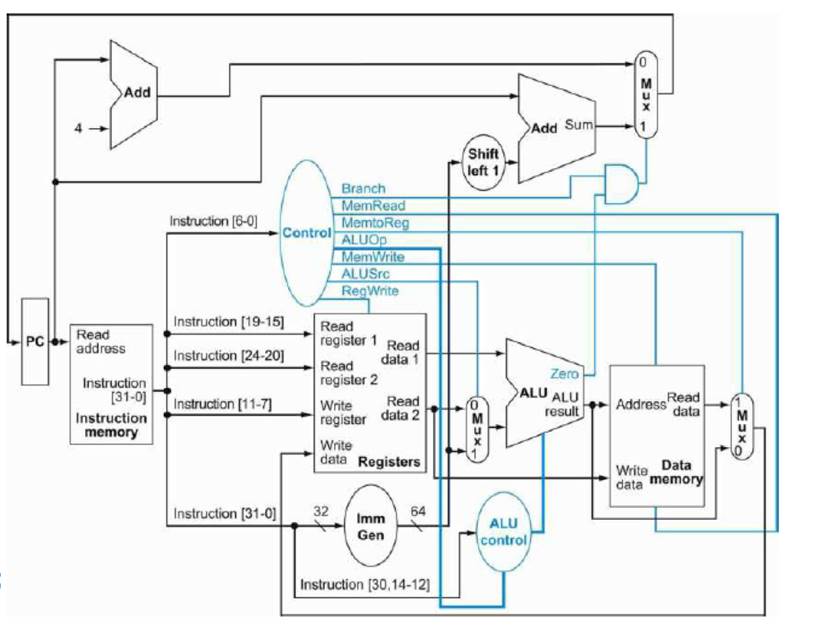 Add
4
0
Mux
1
Add Sum
Shift
left 1
Branch
MemRead
MemtoReg
ALUOp
MemWrite
ALUSrc
RegWrite
Control
Instruction [6-0]
PC
Read
address
Instruction
[31-0]
Instruction
memory
Instruction [19-15]
Instruction [24-20]
Instruction [11-7]
Read
register 1
Read
register 2
Write
register
Write
data
Read
data 1
Read
data 2
Registers
0
Mux
1
Zero
ALU
ALU
result
Address
Read
data
Write
data
Data
memory
1
Mux
0
Instruction [31-0]
32
Imm
Gen
64
ALU
control
Instruction [30,14-12]